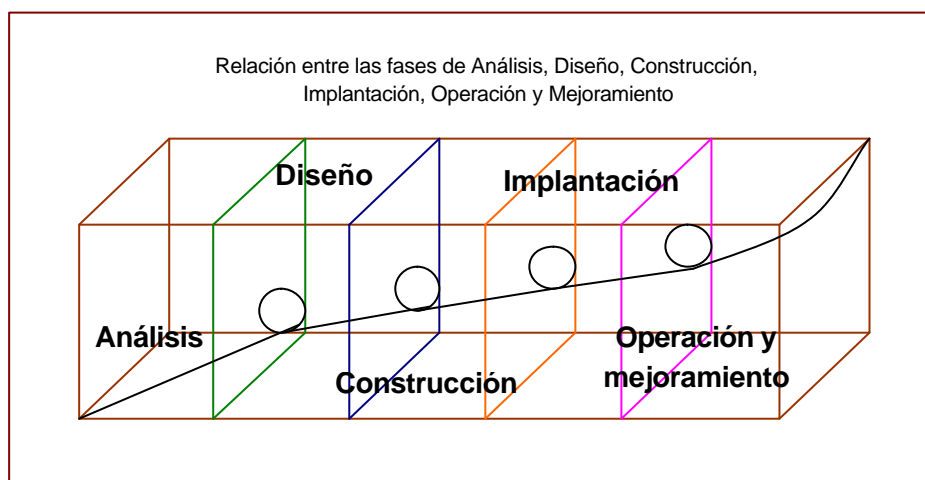 Relación entre las fases de Análisis, Diseño, Construcción,
Implantación, Operación y Mejoramiento
Diseño
Implantación
Análisis
Construcción
Operación y
mejoramiento